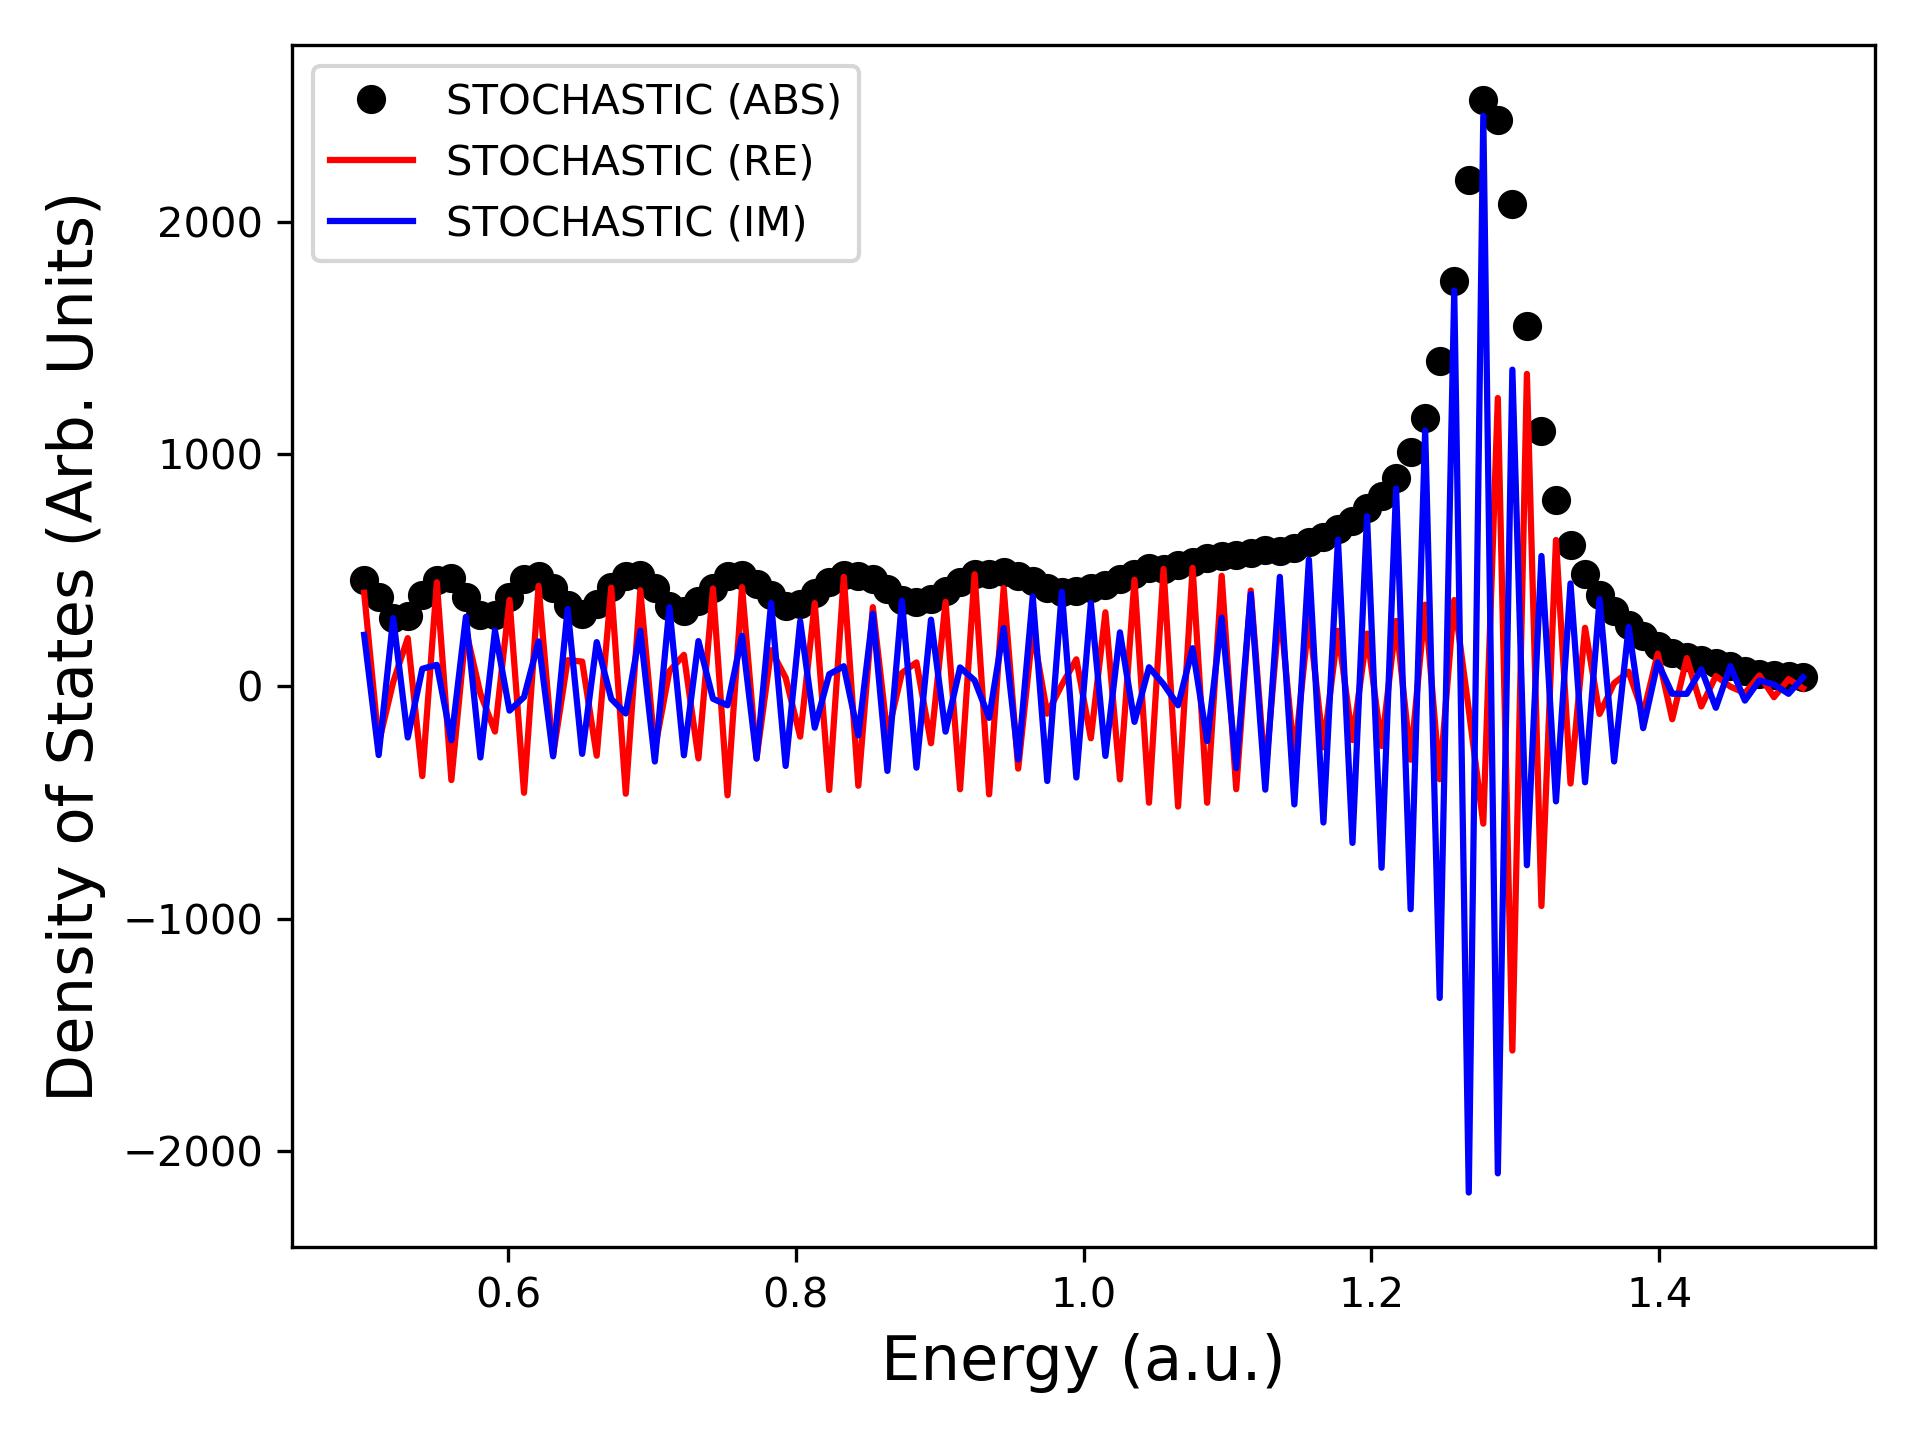 STOCHASTIC (ABS)
STOCHASTIC (RE)
STOCHASTIC (IM)
Density of States (Arb. Units)
2000
1000
0
−1000
−2000
0.6 0.8 1.0 1.2 1.4
Energy (a.u.)